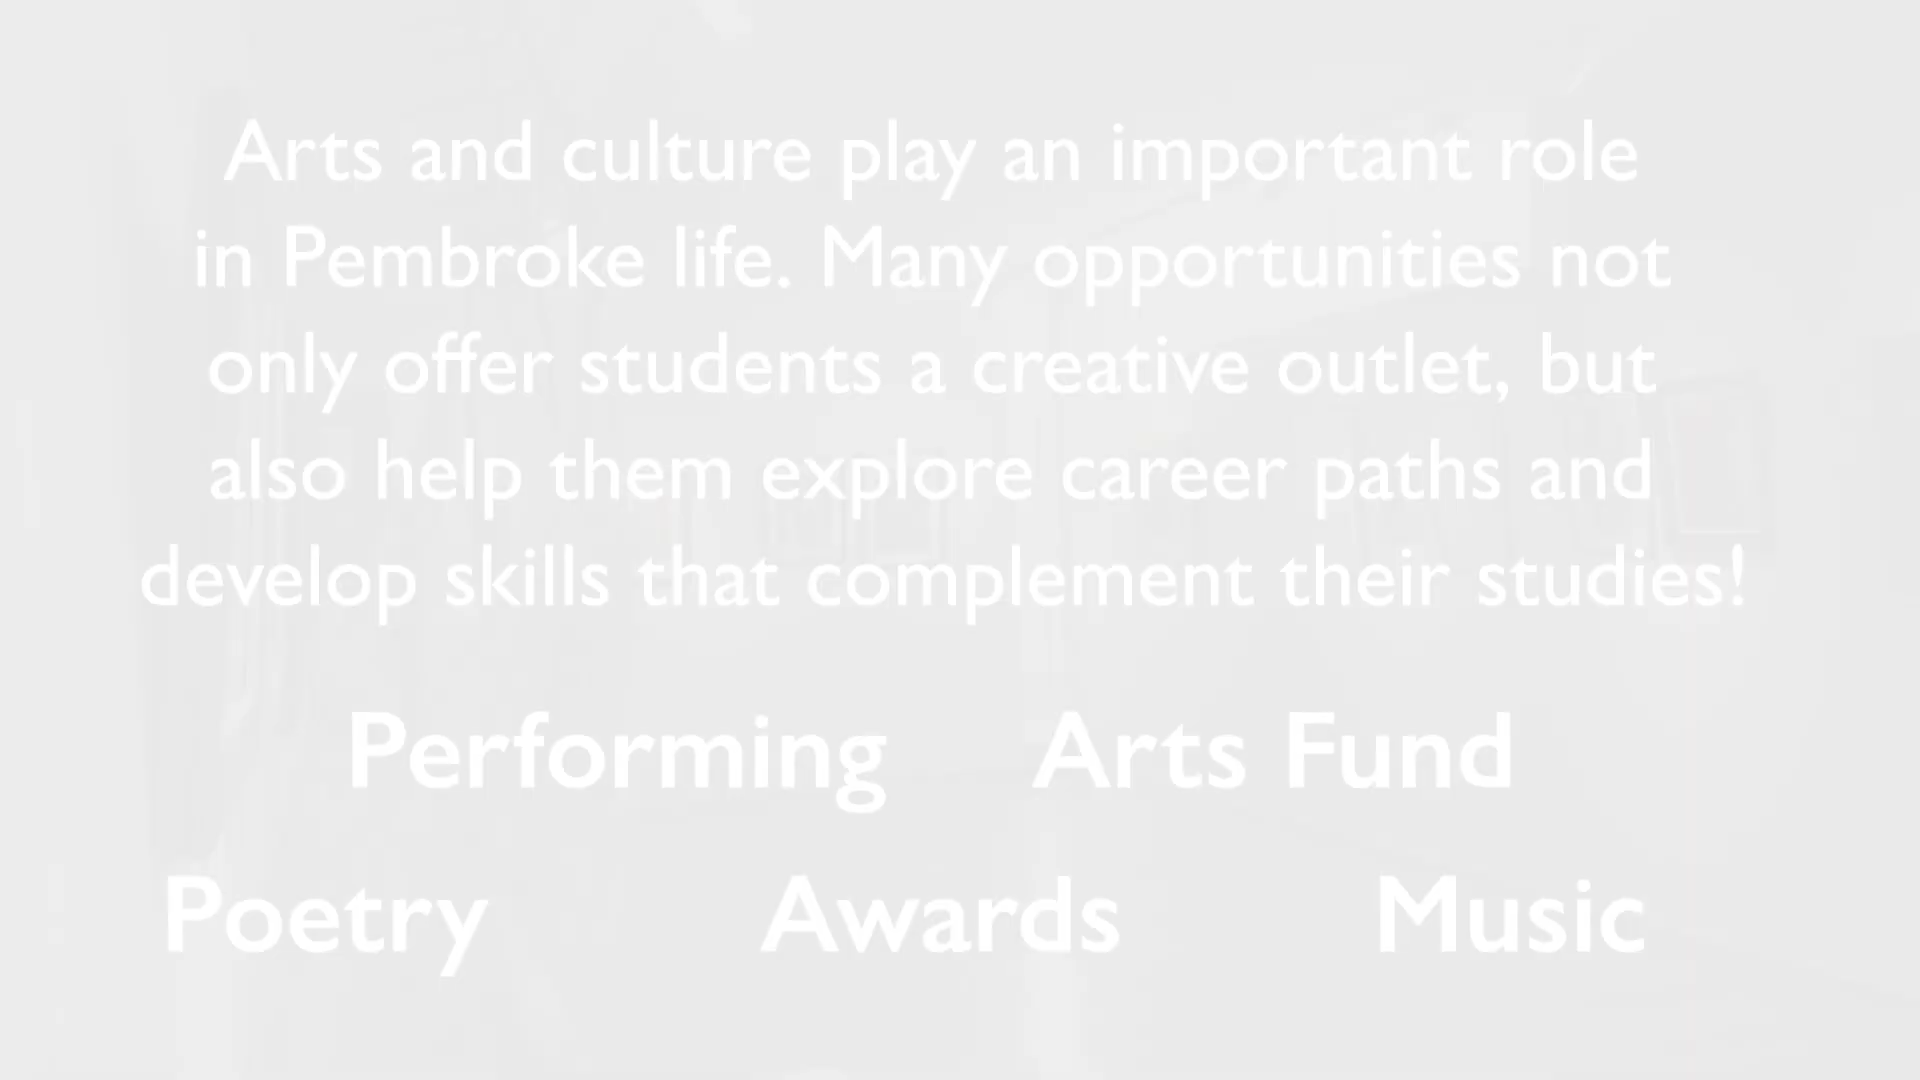 Arts and culture play an important role
in Pembroke life. Many opportunities not
only offer students a creative outlet, but
also help them explore career paths and
develop skills that complement their studies!
Performing Arts Fund
Poetry Awards Music